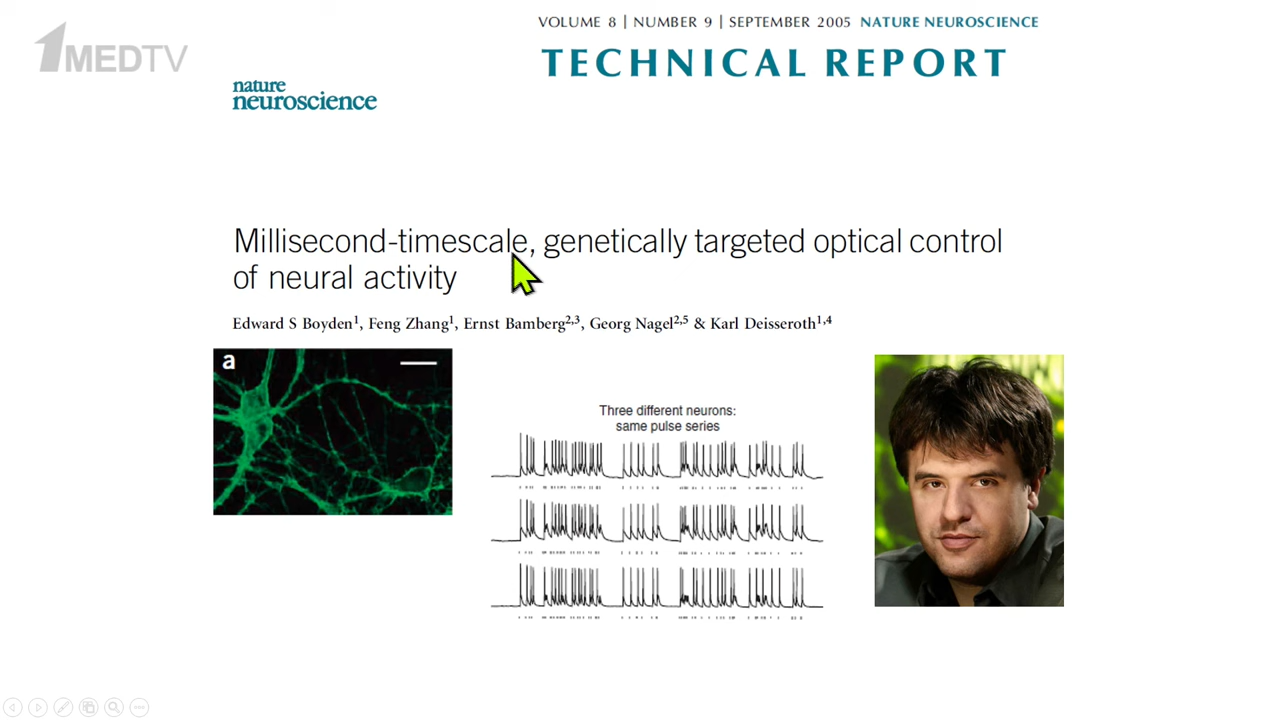 1MEDTV
VOLUME 8 | NUMBER 9 | SEPTEMBER 2005 NATURE NEUROSCIENCE
TECHNICAL REPORT
nature
neuroscience
Millisecond-timescale, genetically targeted optical control
of neural activity
Edward S Boyden1, Feng Zhang1, Ernst Bamberg2,3, Georg Nagel2,5 & Karl Deisseroth1,4
a
Three different neurons:
same pulse series